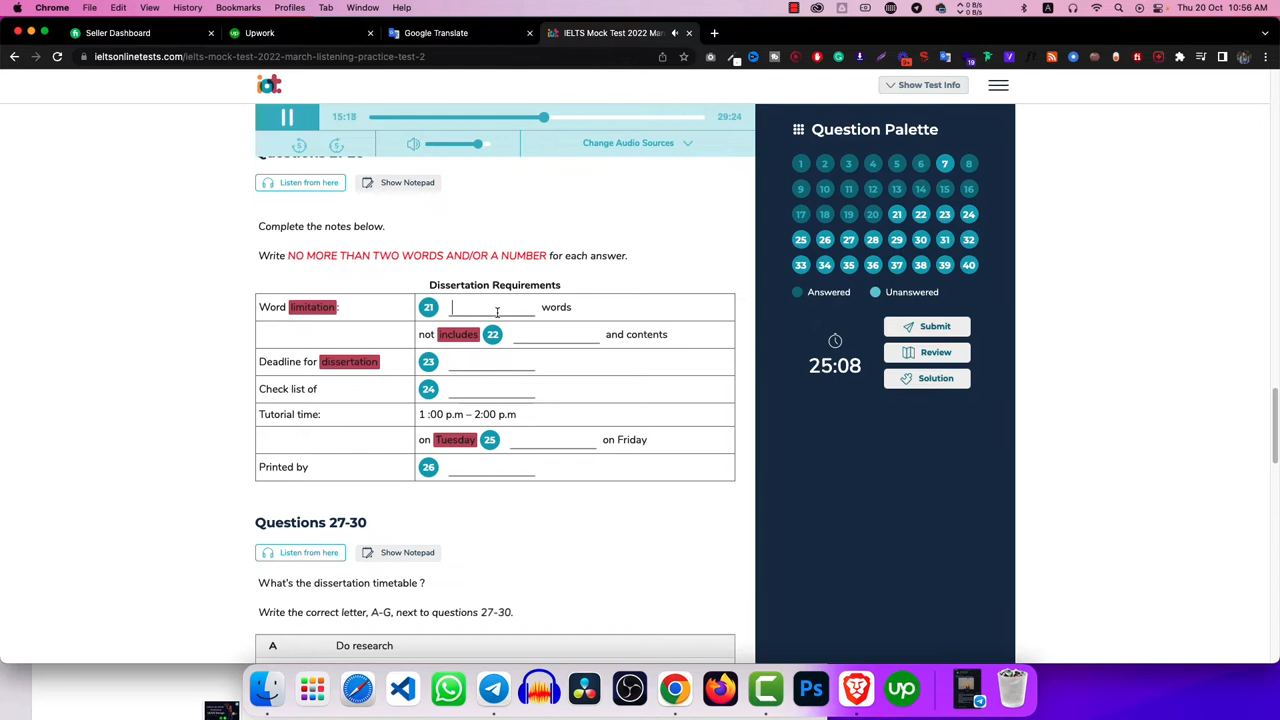 Chrome File Edit View History Bookmarks Profiles Tab Window Help
0 B/s
0 B/s
A
Thu 20 Oct 10:56 AM
Seller Dashboard
Upwork
Google Translate
IELTS Mock Test 2022 Mar
ieltsonlinetests.com/ielts-mock-test-2022-march-listening-practice-test-2
iot
Show Test Info
15:18
29:24
5
5
Change Audio Sources
Listen from here
Show Notepad
Complete the notes below.
Write NO MORE THAN TWO WORDS AND/OR A NUMBER for each answer.
Dissertation Requirements
Word limitation:
21 words
not includes 22 and contents
Deadline for dissertation
23
Check list of
24
Tutorial time:
1 :00 p.m – 2:00 p.m
on Tuesday 25 on Friday
Printed by
26
Questions 27-30
Listen from here
Show Notepad
What's the dissertation timetable ?
Write the correct letter, A-G, next to questions 27-30.
A Do research
Question Palette
1 2 3 4 5 6 7 8
9 10 11 12 13 14 15 16
17 18 19 20 21 22 23 24
25 26 27 28 29 30 31 32
33 34 35 36 37 38 39 40
Answered
Unanswered
25:08
Submit
Review
Solution
C
Ps
up